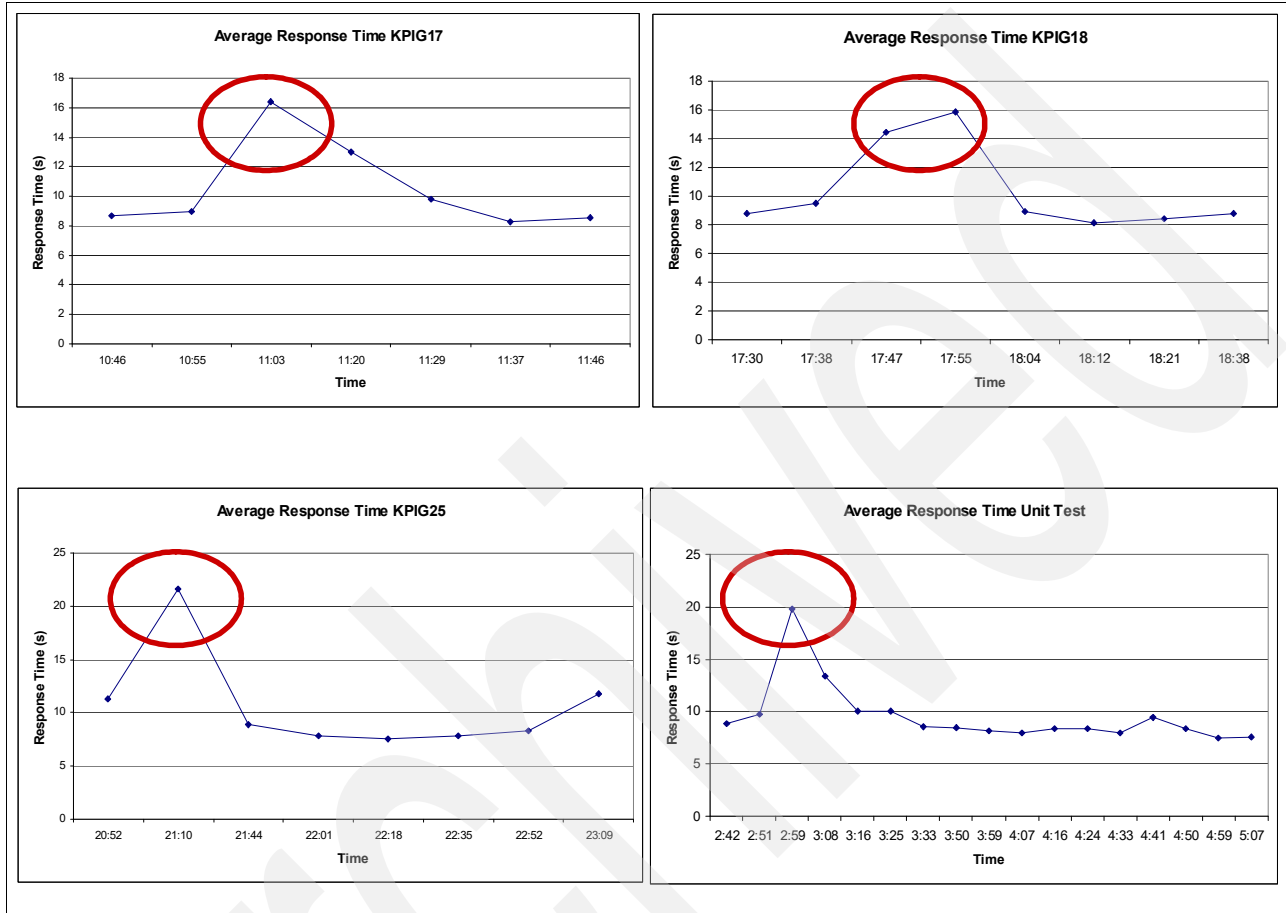 Average Response Time KPIG17
18
16
14
12
10
8
6
4
2
0
Response Time (s)
10:46 10:55 11:03 11:20 11:29 11:37 11:46
Time
Average Response Time KPIG18
18
16
14
12
10
8
6
4
2
0
Response Time (s)
17:30 17:38 17:47 17:55 18:04 18:12 18:21 18:38
Time
Average Response Time KPIG25
25
20
15
10
5
0
Response Time (s)
20:52 21:10 21:44 22:01 22:18 22:35 22:52 23:09
Time
Average Response Time Unit Test
25
20
15
10
5
0
Response Time (s)
2:42 2:51 2:59 3:08 3:16 3:25 3:33 3:50 3:59 4:07 4:16 4:24 4:33 4:41 4:50 4:59 5:07
Time